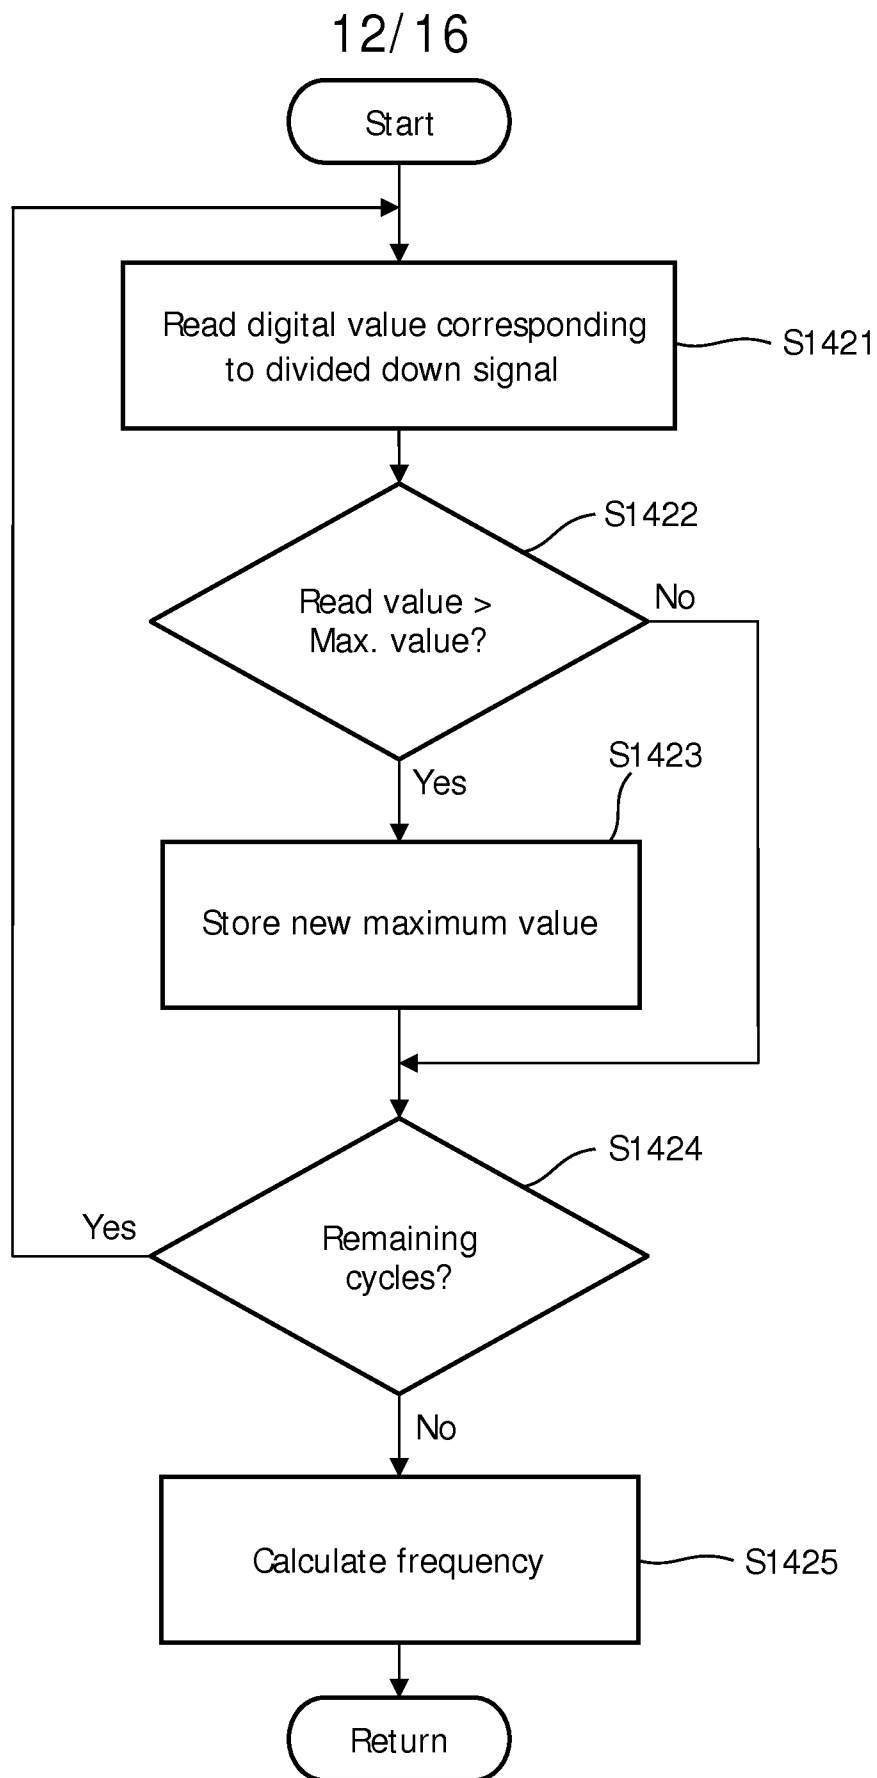 12/16
Start
Read digital value corresponding
to divided down signal
S1421
S1422
Read value >
Max. value?
No
Yes
S1423
Store new maximum value
S1424
Yes
Remaining
cycles?
No
Calculate frequency
S1425
Return